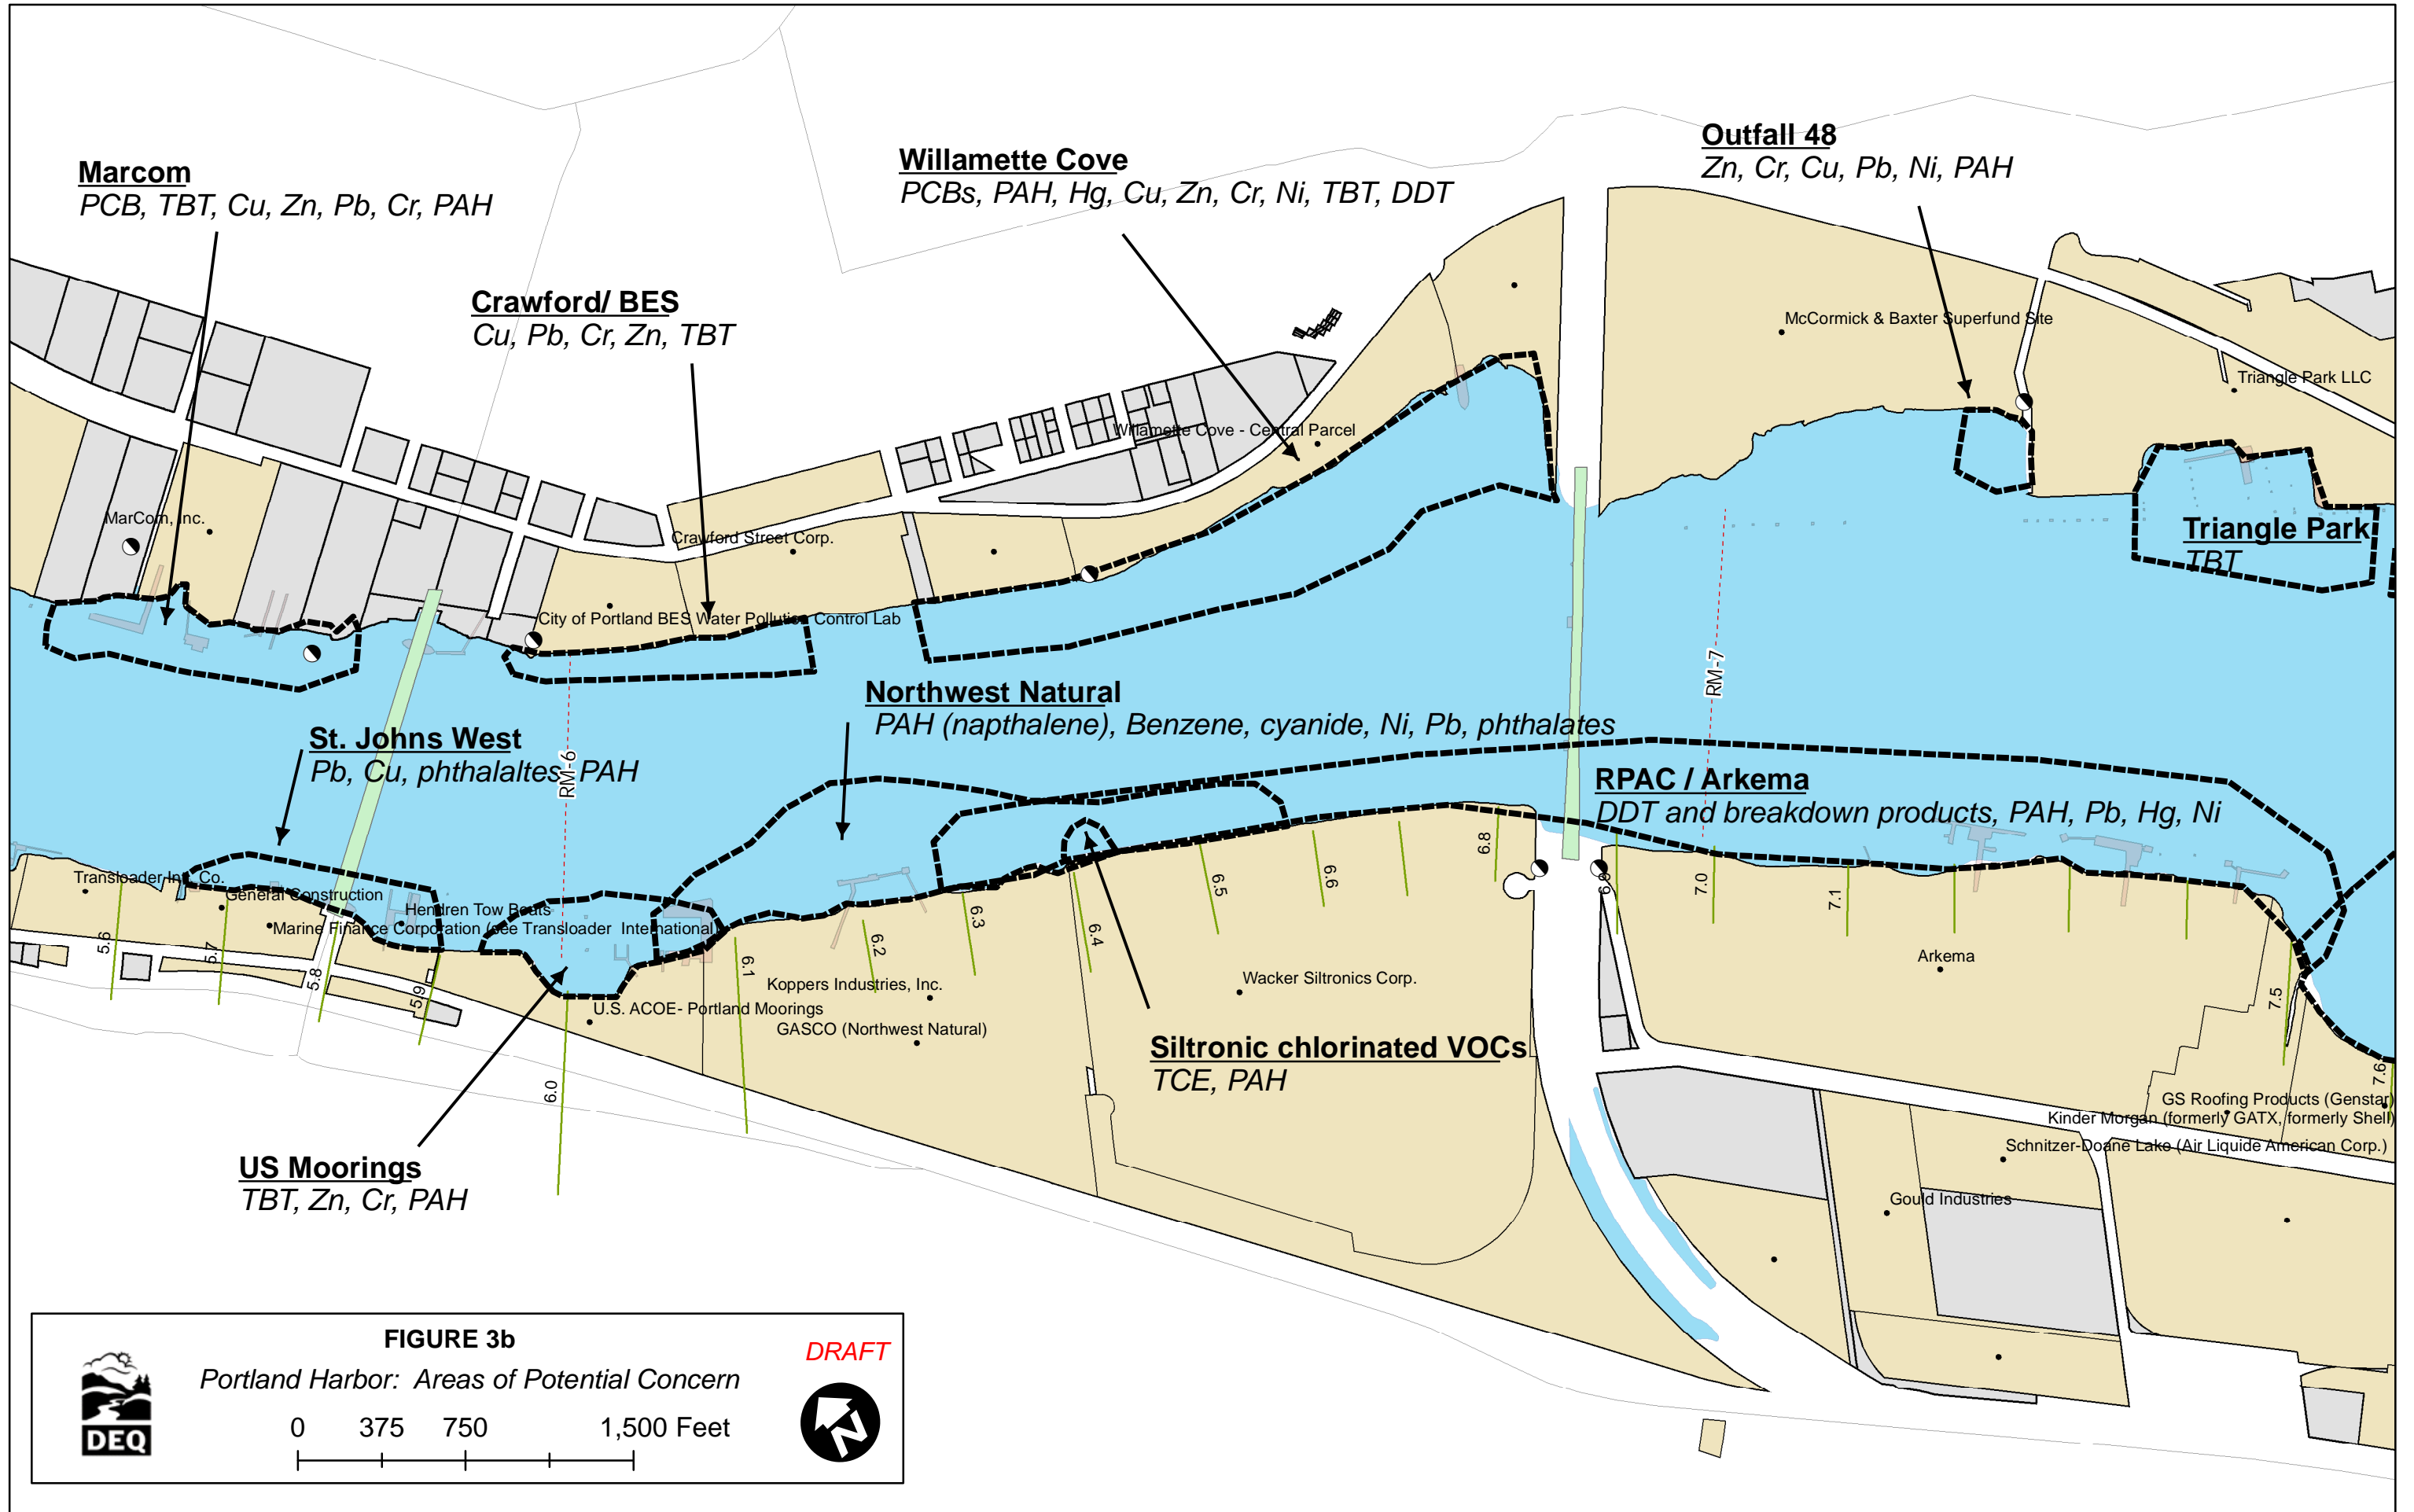 Marcom
PCB, TBT, Cu, Zn, Pb, Cr, PAH
Willamette Cove
PCBs, PAH, Hg, Cu, Zn, Cr, Ni, TBT, DDT
Outfall 48
Zn, Cr, Cu, Pb, Ni, PAH
Crawford/ BES
Cu, Pb, Cr, Zn, TBT
McCormick & Baxter Superfund Site
Triangle Park LLC
Willamette Cove - Central Parcel
MarCom, Inc.
Crawford Street Corp.
Triangle Park
TBT
City of Portland BES Water Pollution Control Lab
RM-7
Northwest Natural
PAH (napthalene), Benzene, cyanide, Ni, Pb, phthalates
St. Johns West
Pb, Cu, phthalaltes, PAH
RM-6
RPAC / Arkema
DDT and breakdown products, PAH, Pb, Hg, Ni
Transloader Int. Co.
General Construction
Hendren Tow Boats
Marine Finance Corporation (see Transloader International)
5.6
5.7
5.8
5.9
6.0
6.1
6.2
6.3
6.4
6.5
6.6
6.8
6.9
7.0
7.1
7.5
7.6
Koppers Industries, Inc.
U.S. ACOE- Portland Moorings
GASCO (Northwest Natural)
Wacker Siltronics Corp.
Arkema
Siltronic chlorinated VOCs
TCE, PAH
GS Roofing Products (Genstar)
Kinder Morgan (formerly GATX, formerly Shell)
Schnitzer-Doane Lake (Air Liquide American Corp.)
Gould Industries
US Moorings
TBT, Zn, Cr, PAH
FIGURE 3b
DRAFT
Portland Harbor: Areas of Potential Concern
0 375 750 1,500 Feet
DEQ
N